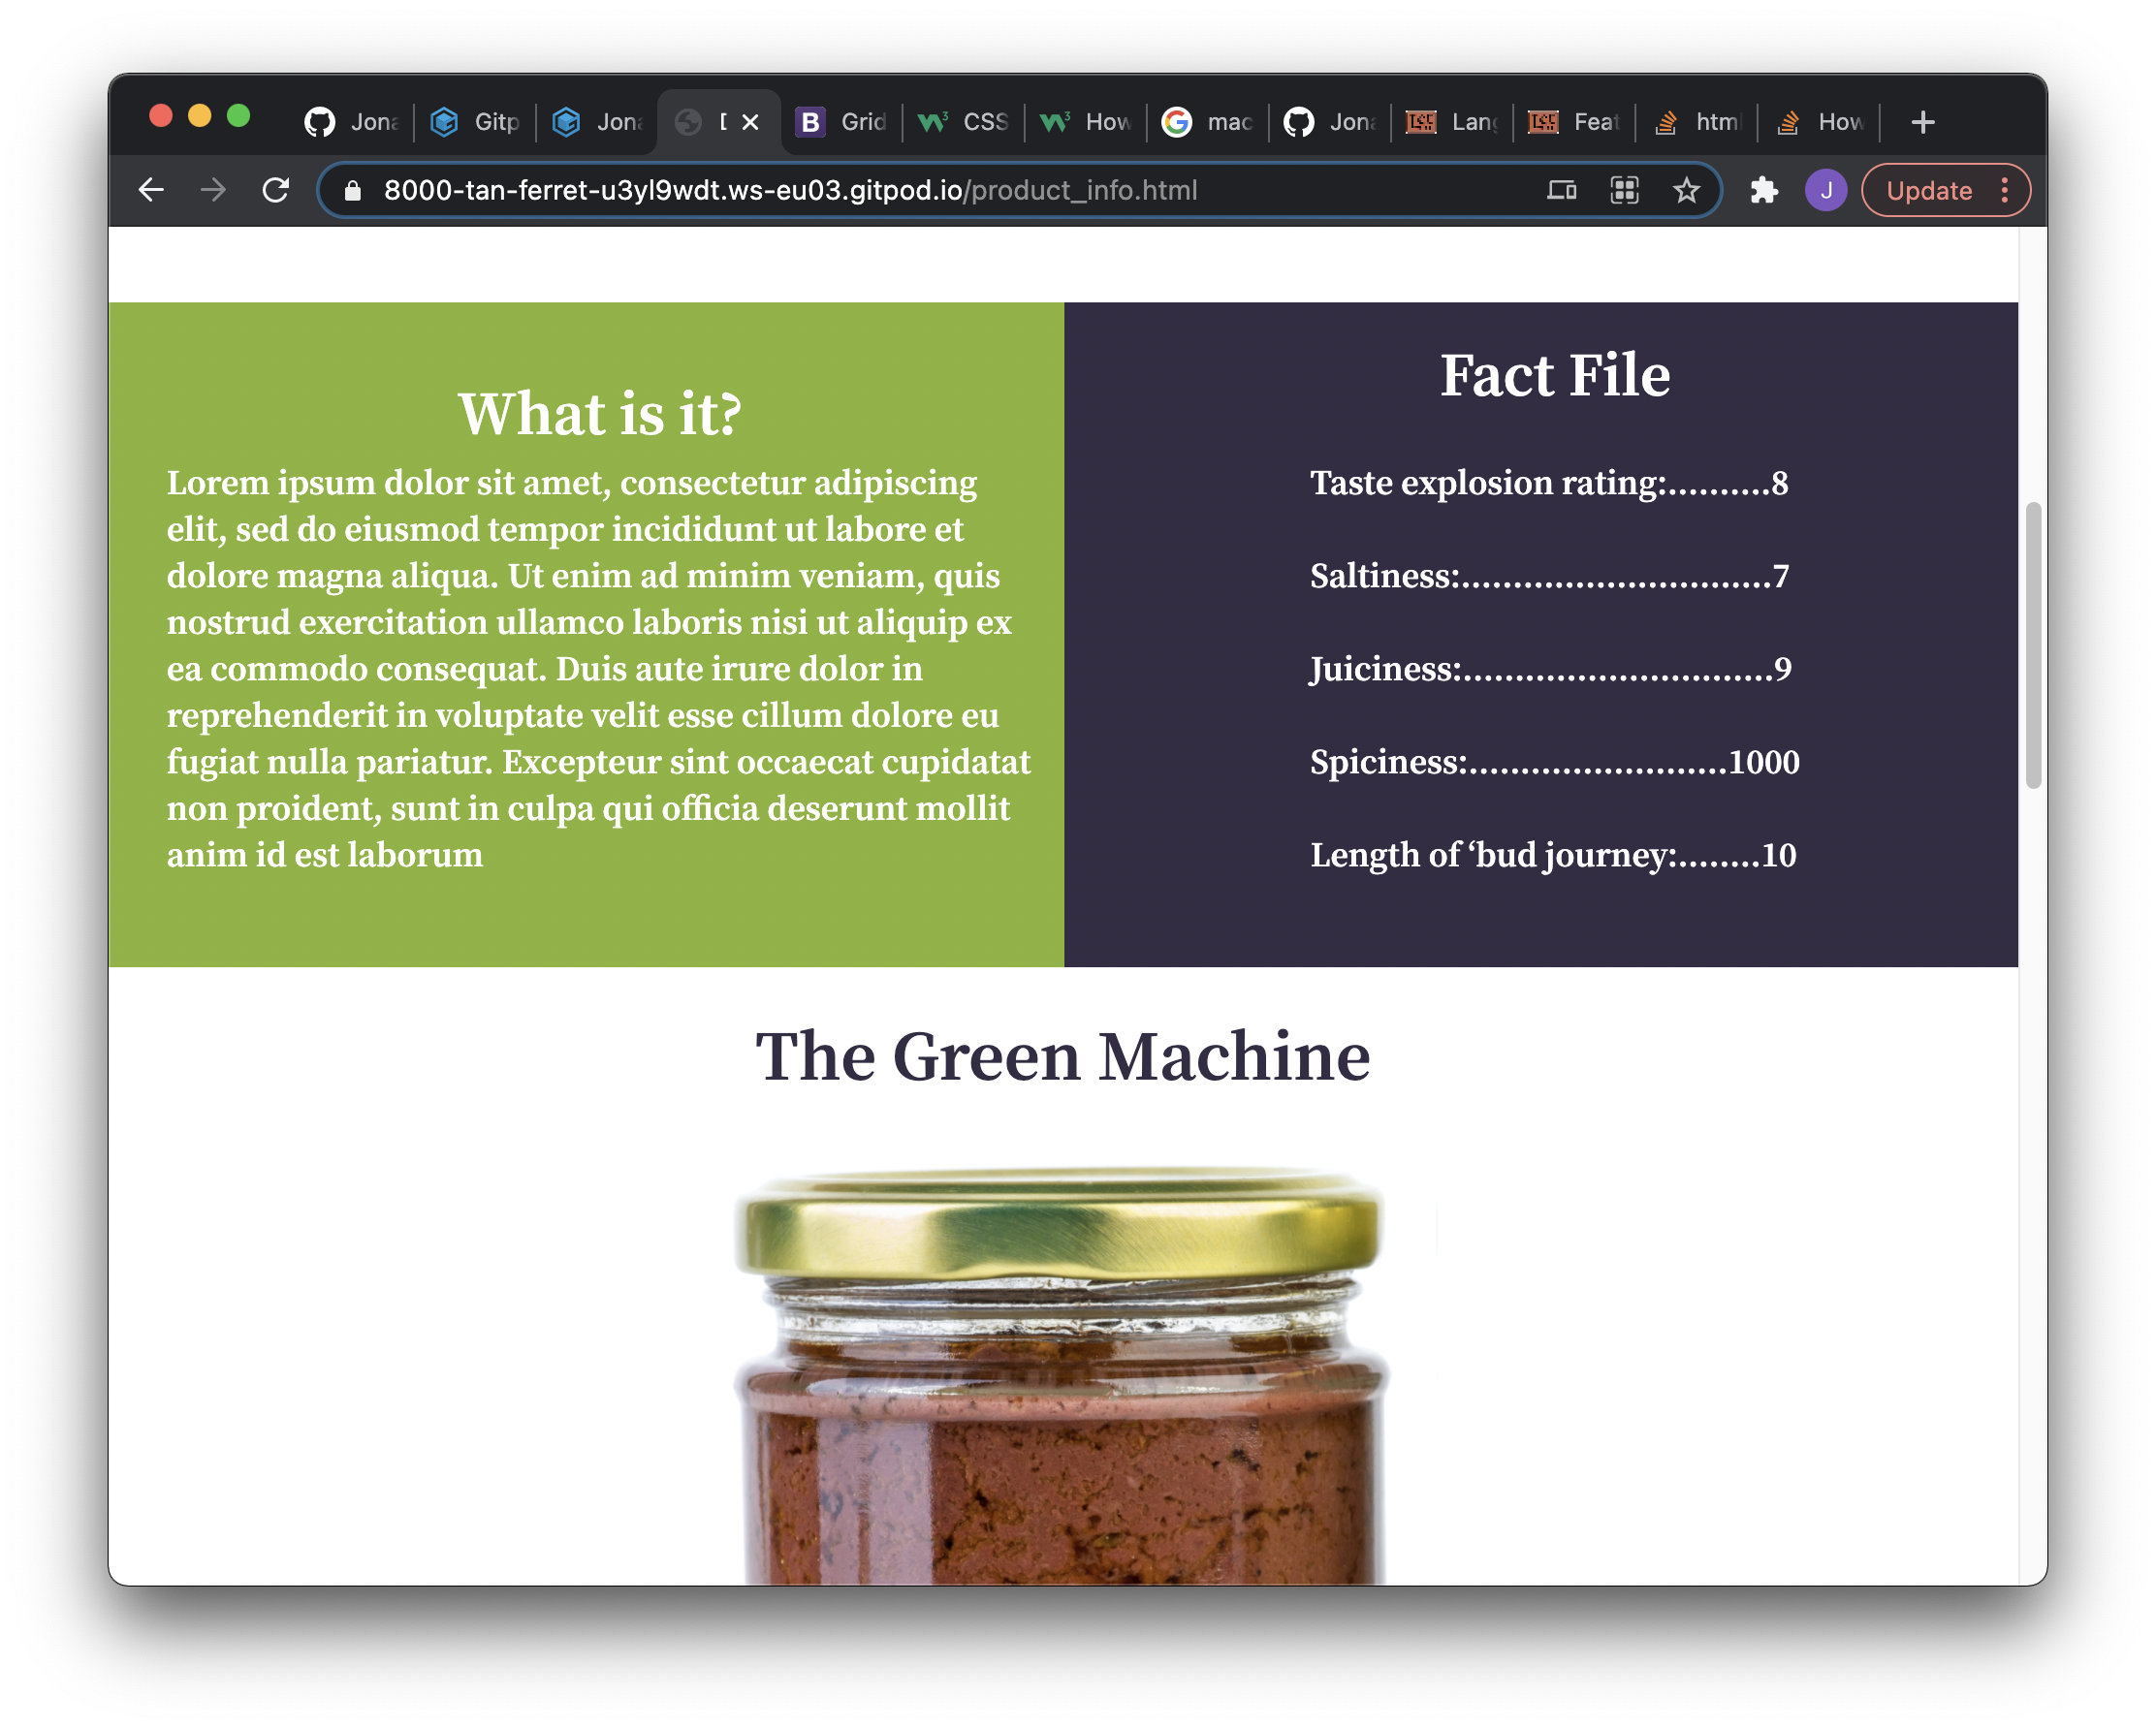 Jona
Gitp
Jona
Grid
CSS
How
mac
Jona
Lang
Feat
html
How
8000-tan-ferret-u3yl9wdt.ws-eu03.gitpod.io/product_info.html
J
Update
What is it?
Lorem ipsum dolor sit amet, consectetur adipiscing
elit, sed do eiusmod tempor incididunt ut labore et
dolore magna aliqua. Ut enim ad minim veniam, quis
nostrud exercitation ullamco laboris nisi ut aliquip ex
ea commodo consequat. Duis aute irure dolor in
reprehenderit in voluptate velit esse cillum dolore eu
fugiat nulla pariatur. Excepteur sint occaecat cupidatat
non proident, sunt in culpa qui officia deserunt mollit
anim id est laborum
Fact File
Taste explosion rating:..........8
Saltiness:..............................7
Juiciness:..............................9
Spiciness:.........................1000
Length of ‘bud journey:........10
The Green Machine